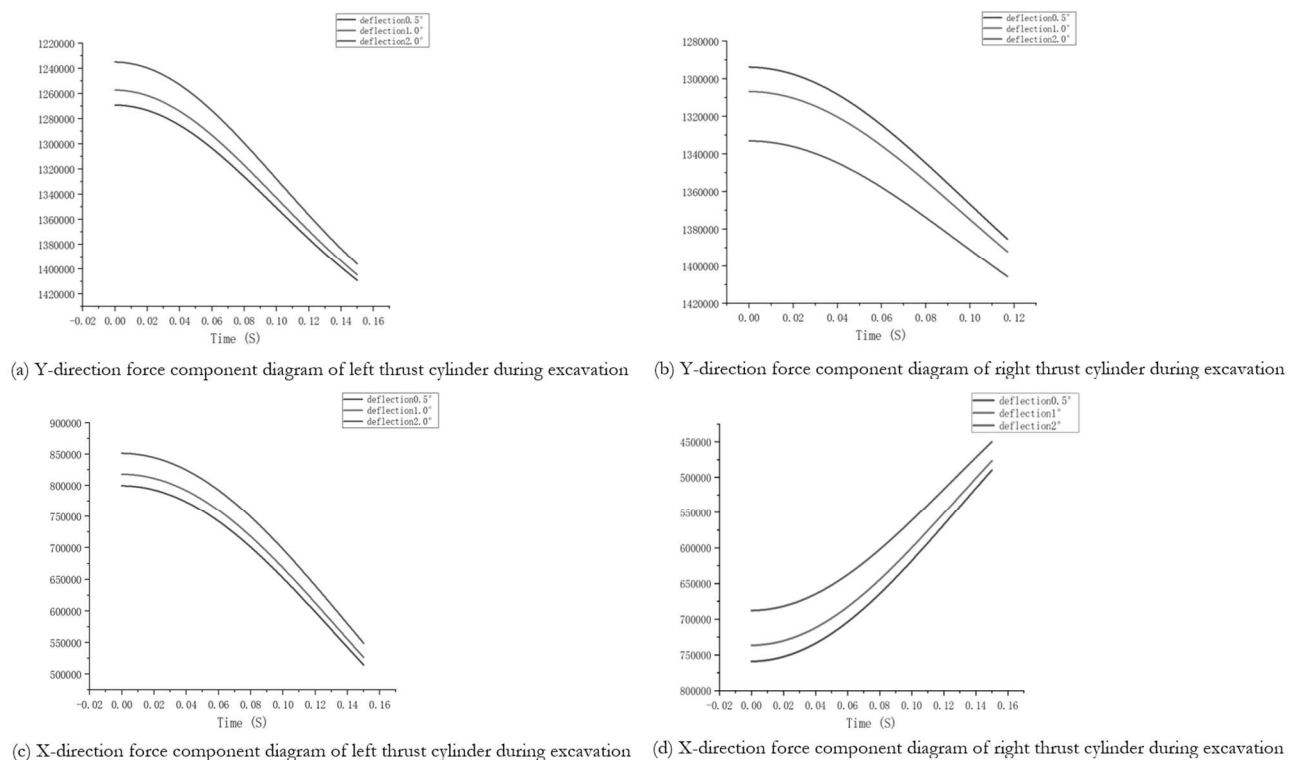 deflection0.5°
deflection1.0°
deflection2.0°
1220000
1240000
1260000
1280000
1300000
1320000
1340000
1360000
1380000
1400000
1420000
-0.02 0.00 0.02 0.04 0.06 0.08 0.10 0.12 0.14 0.16
Time (S)
(a) Y-direction force component diagram of left thrust cylinder during excavation
deflection0.5°
deflection1.0°
deflection2.0°
1280000
1300000
1320000
1340000
1360000
1380000
1400000
1420000
0.00 0.02 0.04 0.06 0.08 0.10 0.12
Time (S)
(b) Y-direction force component diagram of right thrust cylinder during excavation
deflection0.5°
deflection1.0°
deflection2.0°
900000
850000
800000
750000
700000
650000
600000
550000
500000
-0.02 0.00 0.02 0.04 0.06 0.08 0.10 0.12 0.14 0.16
Time (S)
(c) X-direction force component diagram of left thrust cylinder during excavation
deflection0.5°
deflection1°
deflection2°
450000
500000
550000
600000
650000
700000
750000
800000
-0.02 0.00 0.02 0.04 0.06 0.08 0.10 0.12 0.14 0.16
Time (S)
(d) X-direction force component diagram of right thrust cylinder during excavation